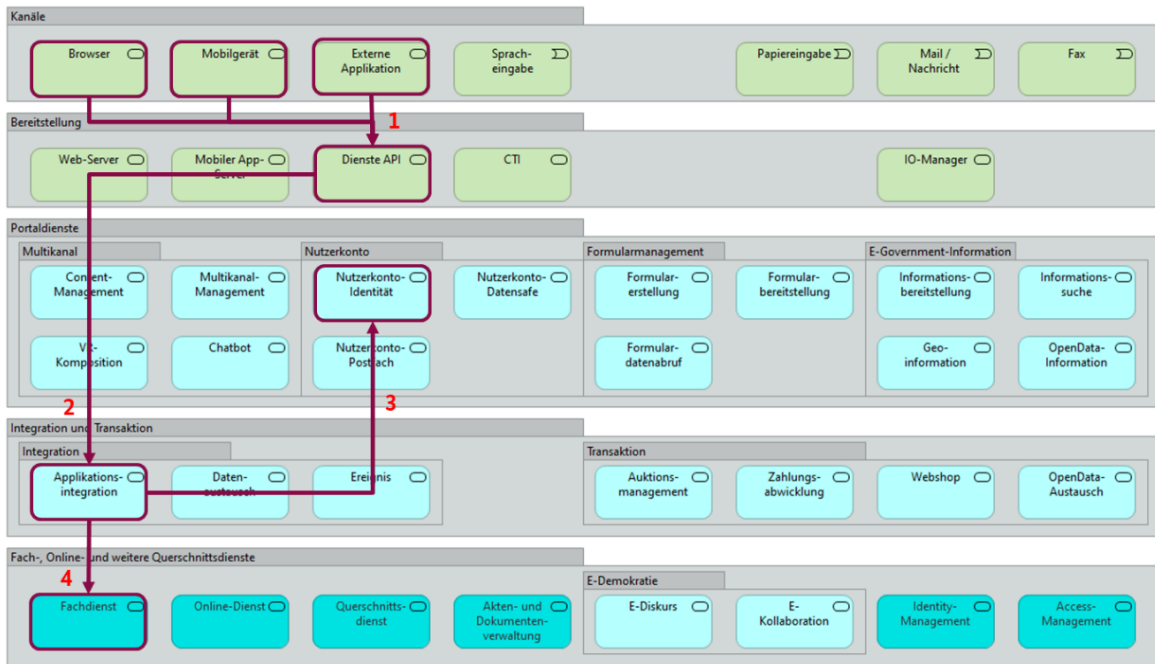 Kanäle
Browser
Mobilgerät
Externe
Applikation
Sprach-
eingabe
Papiereingabe
Mail /
Nachricht
Fax
1
Bereitstellung
Web-Server
Mobiler App-
Server
Dienste API
CTI
IO-Manager
Portaldienste
Multikanal
Nutzerkonto
Formularmanagement
E-Government-Information
Content-
Management
Multikanal-
Management
Nutzerkonto-
Identität
Nutzerkonto-
Datensafe
Formular-
erstellung
Formular-
bereitstellung
Informations-
bereitstellung
Informations-
suche
VR-
Komposition
Chatbot
Nutzerkonto-
Postfach
Formular-
datenabruf
Geo-
information
OpenData-
Information
2
3
Integration und Transaktion
Integration
Transaktion
Applikations-
integration
Daten-
austausch
Ereignis
Auktions-
management
Zahlungs-
abwicklung
Webshop
OpenData-
Austausch
Fach-, Online- und weitere Querschnittsdienste
4
E-Demokratie
Fachdienst
Online-Dienst
Querschnitts-
dienst
Akten- und
Dokumenten-
verwaltung
E-Diskurs
E-
Kollaboration
Identity-
Management
Access-
Management